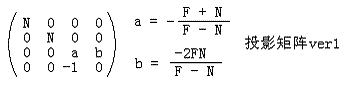 N 0 0 0
0 N 0 0
0 0 a b
0 0 -1 0
a = - F + N / F - N
b = -2FN / F - N
投影矩阵ver1